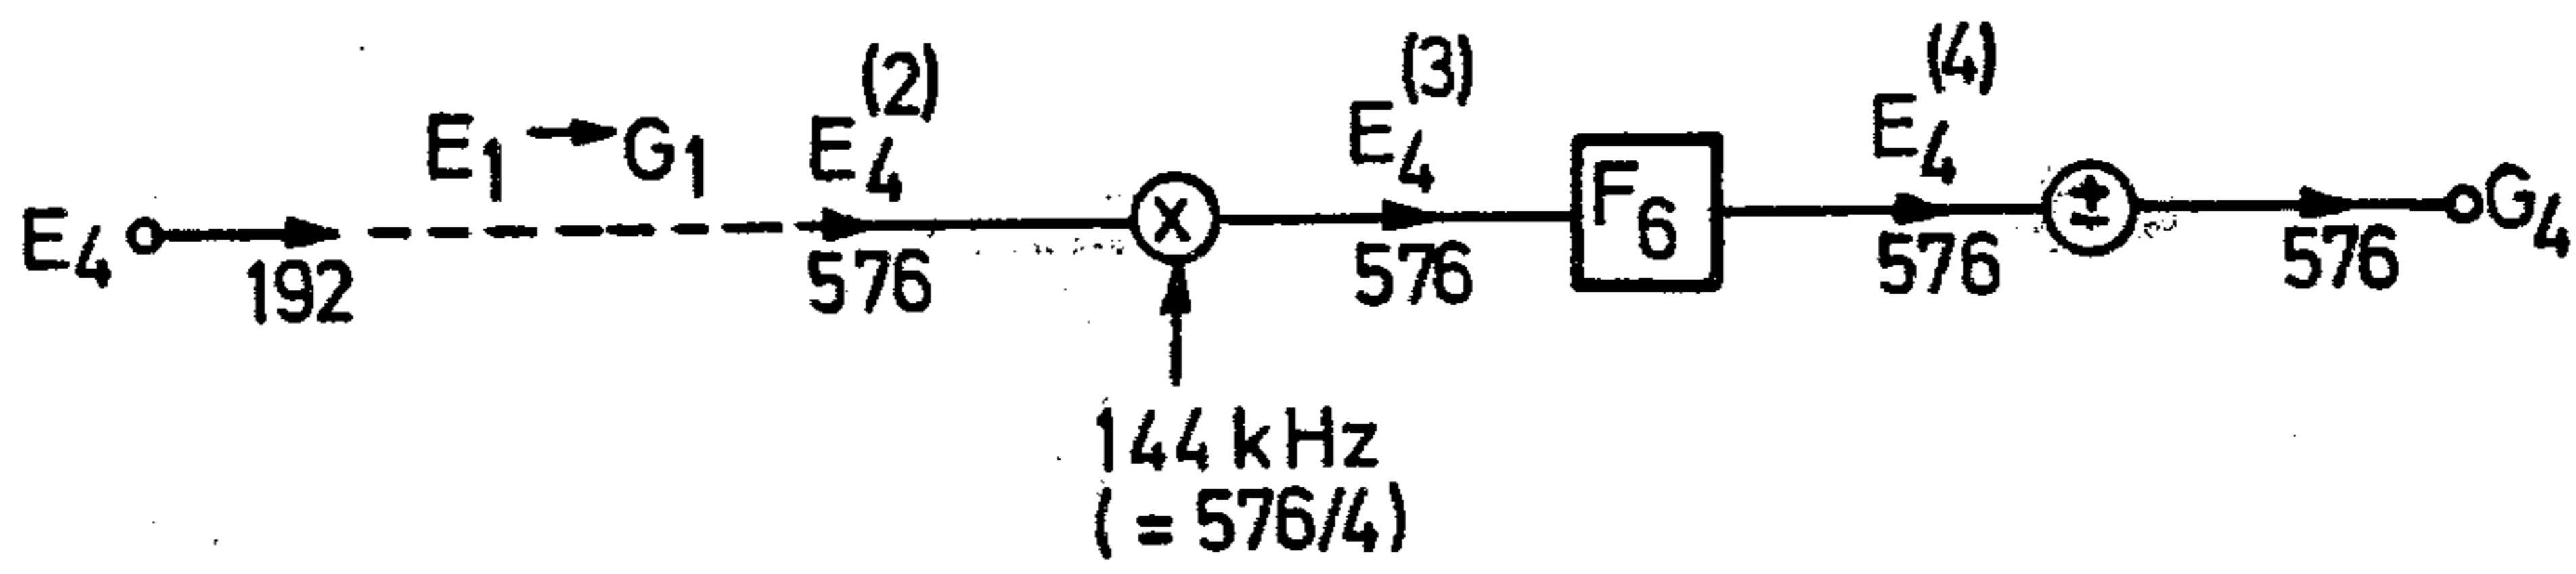 E4 192 E1 → G1 E4(2) 576 x E4(3) 576 F6 E4(4) 576 ± 576 G4
144 kHz
( = 576/4)